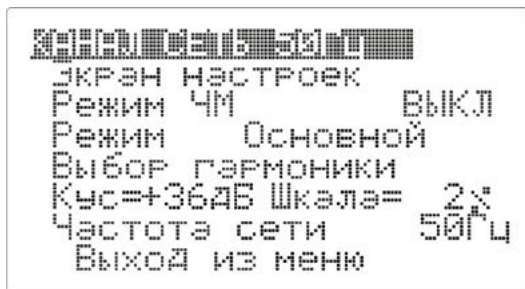 КАНАЛ СЕТЬ 50Гц
Экран настроек
Режим ЧМ ВЫКЛ
Режим Основной
Выбор гармоники
Кус=+36дБ Шкала= 2%
Частота сети 50Гц
Выход из меню